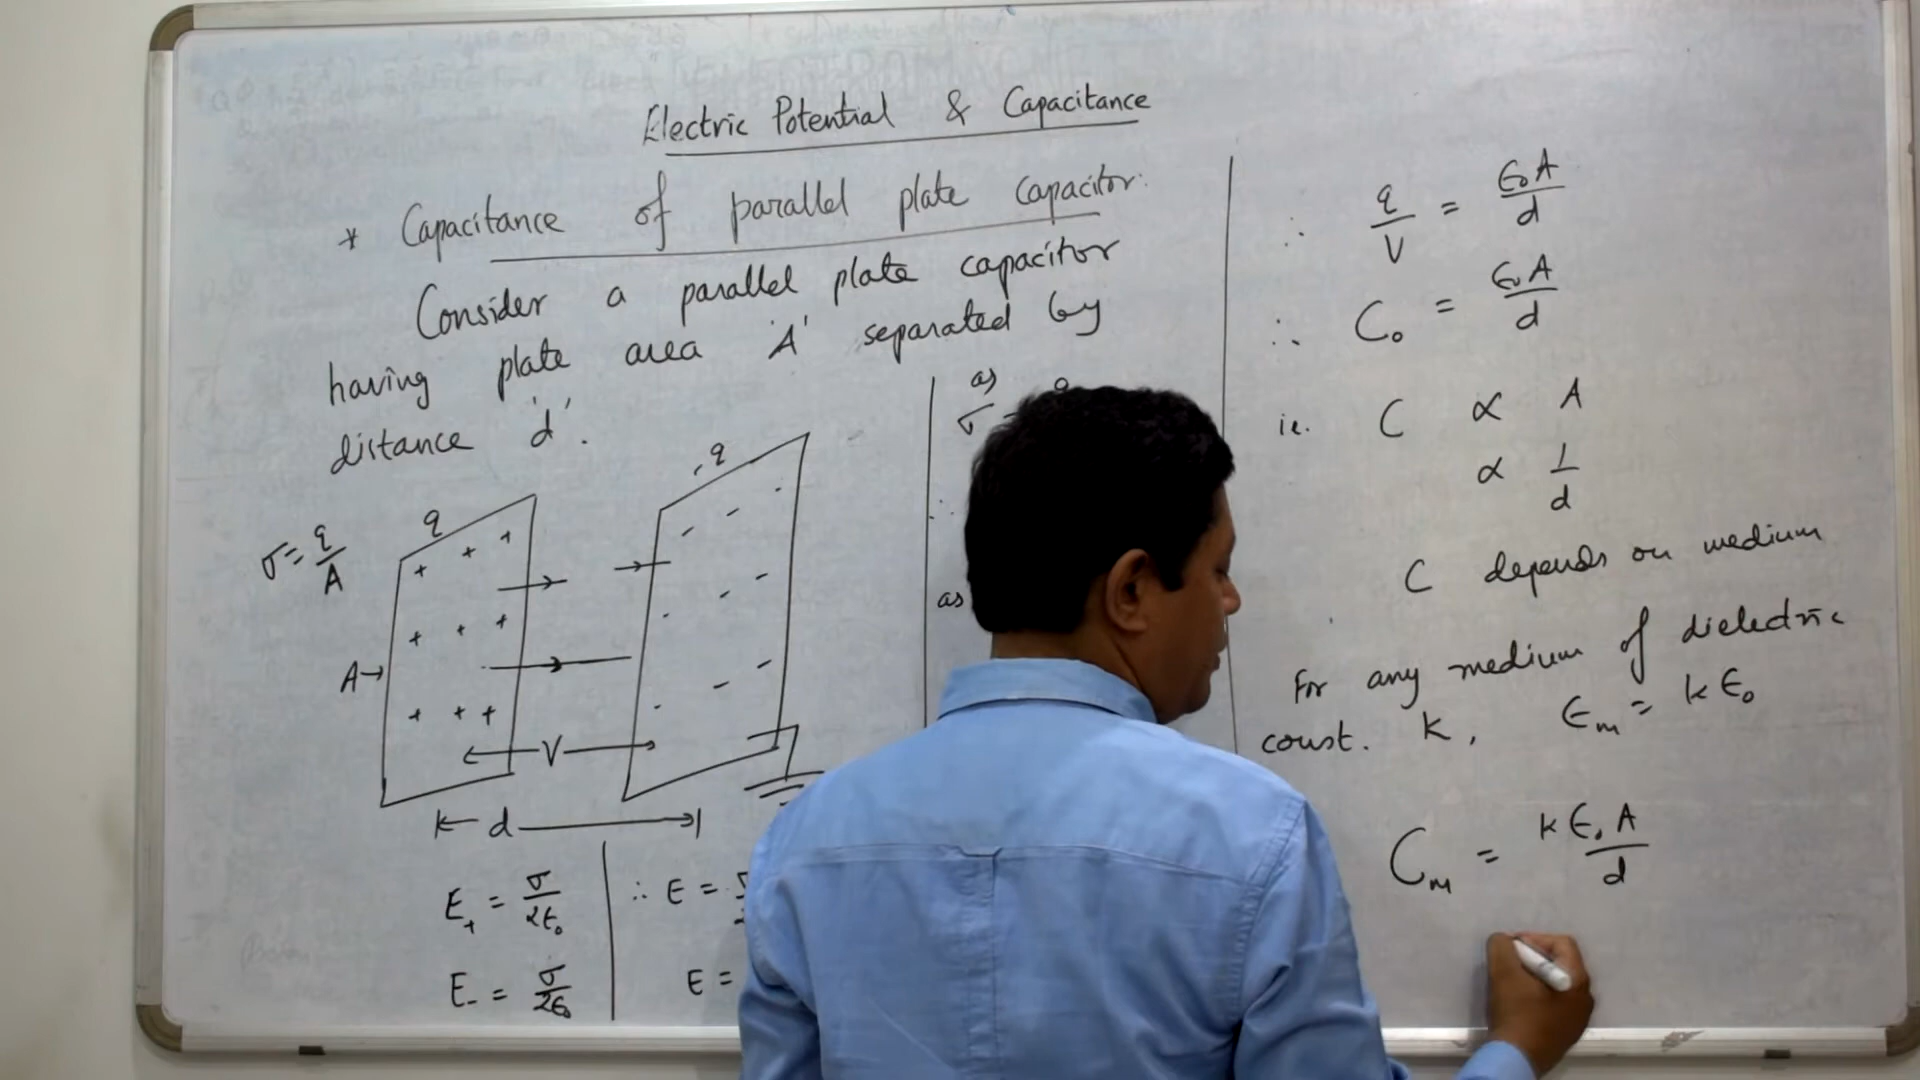 Electric Potential & Capacitance
* Capacitance of parallel plate capacitor.
Consider a parallel plate capacitor
having plate area 'A' separated by
distance 'd'.
σ = q/A
q
, q
A→
V
d
E₊ = σ/2ε₀
E₋ = σ/2ε₀
∴ E = σ
E =
as
σ
as
∴ q/V = ε₀A/d
∴ C₀ = ε₀A/d
ie. C ∝ A
∝ 1/d
C depends on medium
For any medium of dielectric
const. K, ε_m = kε₀
C_m = kε₀A/d